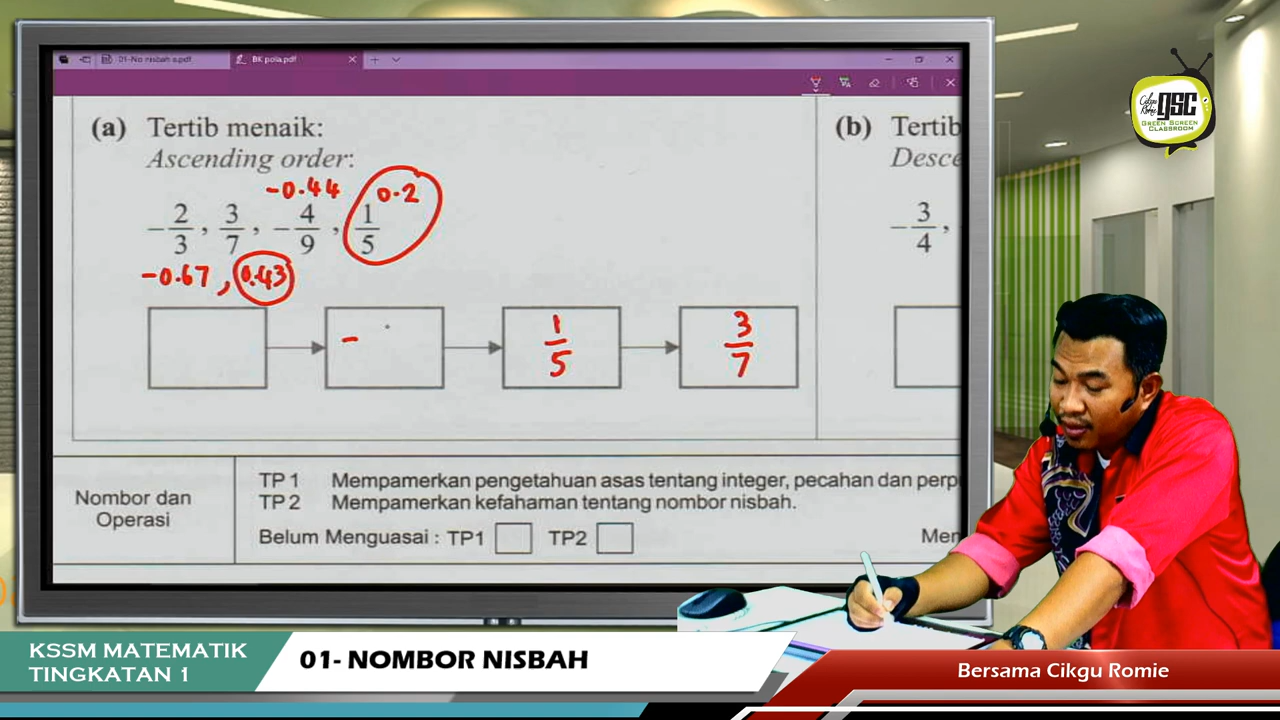 01-No nisbah a.pdf
BK pola.pdf
(a) Tertib menaik:
Ascending order:
-0.44
0.2
-2/3, 3/7, -4/9, 1/5
-0.67, 0.43
-
1/5
3/7
(b) Tertib
Desce
-3/4,
Nombor dan
Operasi
TP 1 Mempamerkan pengetahuan asas tentang integer, pecahan dan perp
TP 2 Mempamerkan kefahaman tentang nombor nisbah.
Belum Menguasai : TP1 TP2
Men
Cikgu
Romie
GSC
GREEN SCREEN
CLASSROOM
KSSM MATEMATIK
TINGKATAN 1
01- NOMBOR NISBAH
Bersama Cikgu Romie